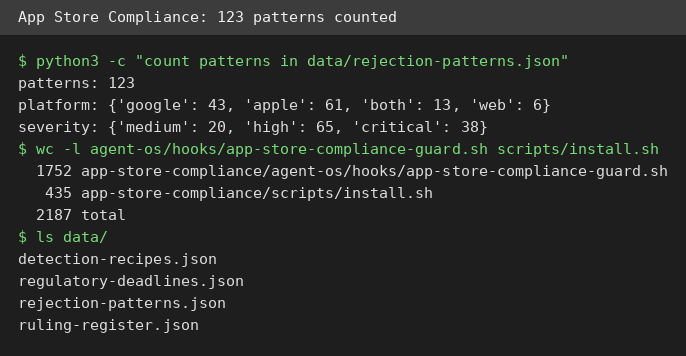 App Store Compliance: 123 patterns counted
$ python3 -c "count patterns in data/rejection-patterns.json"
patterns: 123
platform: {'google': 43, 'apple': 61, 'both': 13, 'web': 6}
severity: {'medium': 20, 'high': 65, 'critical': 38}
$ wc -l agent-os/hooks/app-store-compliance-guard.sh scripts/install.sh
  1752 app-store-compliance/agent-os/hooks/app-store-compliance-guard.sh
   435 app-store-compliance/scripts/install.sh
  2187 total
$ ls data/
detection-recipes.json
regulatory-deadlines.json
rejection-patterns.json
ruling-register.json